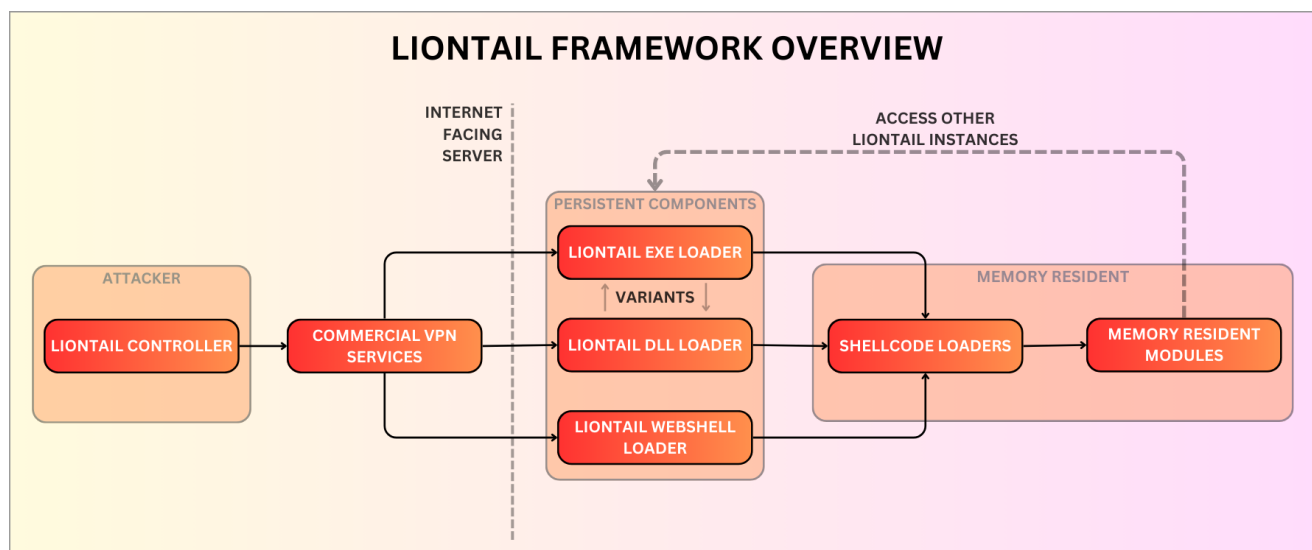 LIONTAIL FRAMEWORK OVERVIEW
INTERNET
FACING
SERVER
ACCESS OTHER
LIONTAIL INSTANCES
PERSISTENT COMPONENTS
LIONTAIL EXE LOADER
ATTACKER
MEMORY RESIDENT
VARIANTS
LIONTAIL CONTROLLER
COMMERCIAL VPN
SERVICES
LIONTAIL DLL LOADER
SHELLCODE LOADERS
MEMORY RESIDENT
MODULES
LIONTAIL WEBSHELL
LOADER